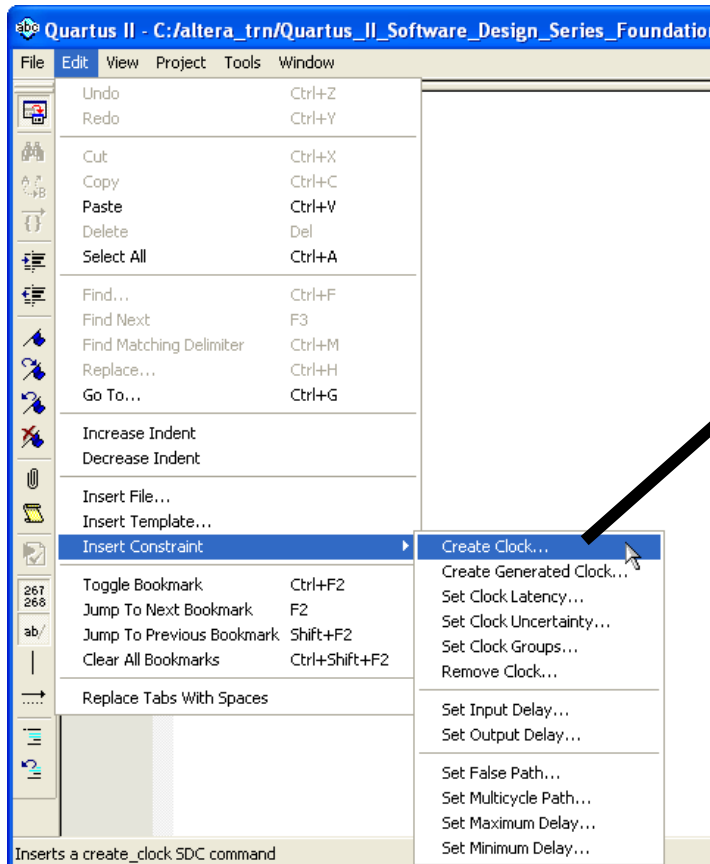 Quartus II - C:/altera_trn/Quartus_II_Software_Design_Series_Foundation
File Edit View Project Tools Window
Undo Ctrl+Z
Redo Ctrl+Y
Cut Ctrl+X
Copy Ctrl+C
Paste Ctrl+V
Delete Del
Select All Ctrl+A
Find... Ctrl+F
Find Next F3
Find Matching Delimiter Ctrl+M
Replace... Ctrl+H
Go To... Ctrl+G
Increase Indent
Decrease Indent
Insert File...
Insert Template...
Insert Constraint
Toggle Bookmark Ctrl+F2
Jump To Next Bookmark F2
Jump To Previous Bookmark Shift+F2
Clear All Bookmarks Ctrl+Shift+F2
Replace Tabs With Spaces
Create Clock...
Create Generated Clock...
Set Clock Latency...
Set Clock Uncertainty...
Set Clock Groups...
Remove Clock...
Set Input Delay...
Set Output Delay...
Set False Path...
Set Multicycle Path...
Set Maximum Delay...
Set Minimum Delay...
267
268
ab/
Inserts a create_clock SDC command